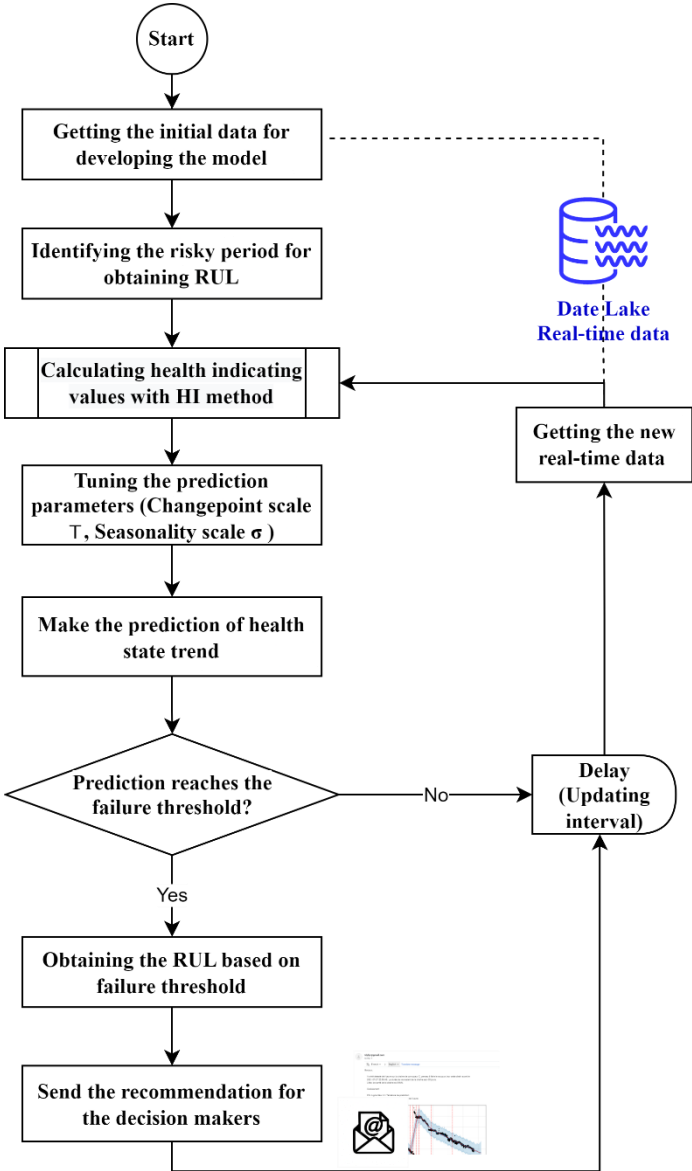 Start
Getting the initial data for
developing the model
Identifying the risky period for
obtaining RUL
Date Lake
Real-time data
Calculating health indicating
values with HI method
Getting the new
real-time data
Tuning the prediction
parameters (Changepoint scale
T, Seasonality scale σ )
Make the prediction of health
state trend
Prediction reaches the
failure threshold?
No
Delay
(Updating
interval)
Yes
Obtaining the RUL based on
failure threshold
Send the recommendation for
the decision makers